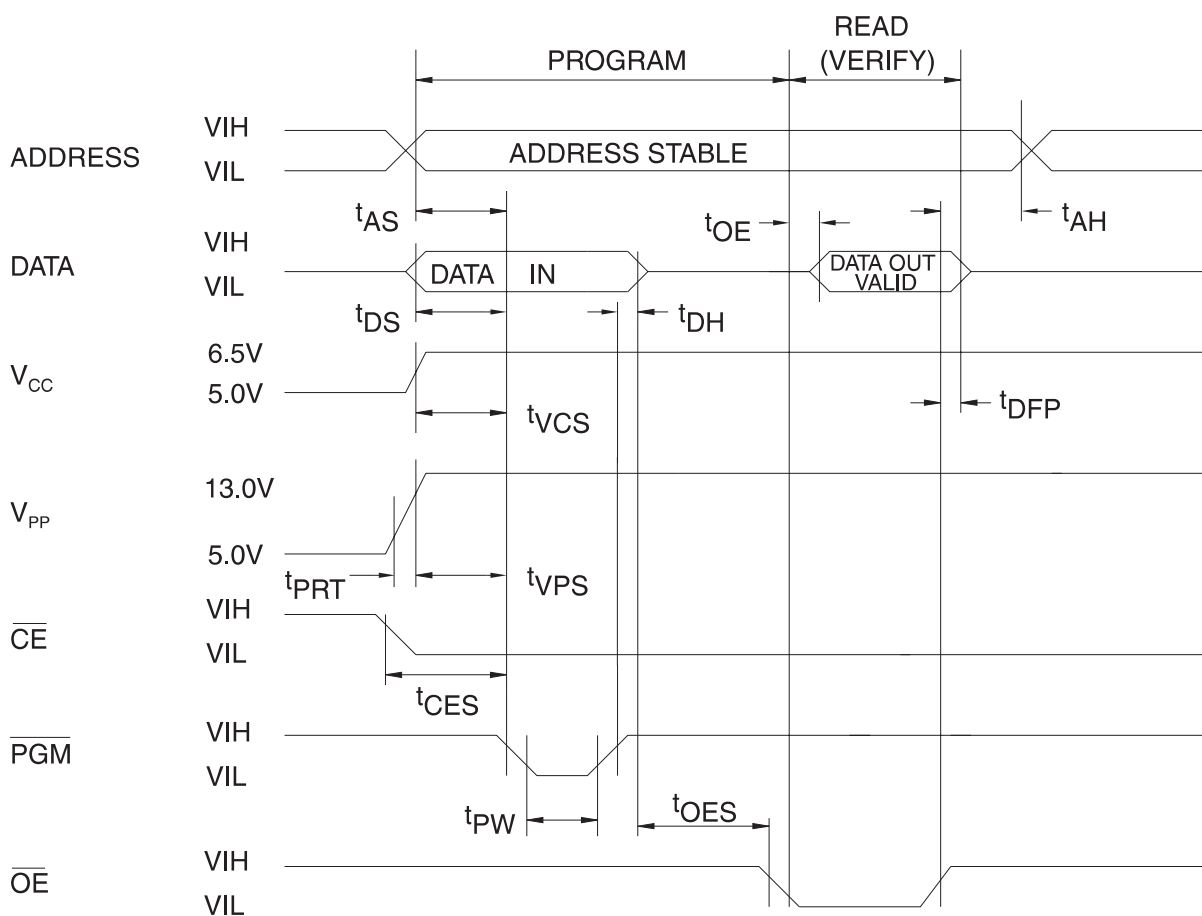 READ
PROGRAM (VERIFY)
ADDRESS VIH
VIL ADDRESS STABLE
tAS tOE tAH
DATA VIH
VIL DATA IN DATA OUT
VALID
tDS tDH
VCC 6.5V
5.0V
tVCS tDFP
VPP 13.0V
5.0V
tPRT tVPS
CE VIH
VIL
tCES
PGM VIH
VIL
tPW tOES
OE VIH
VIL